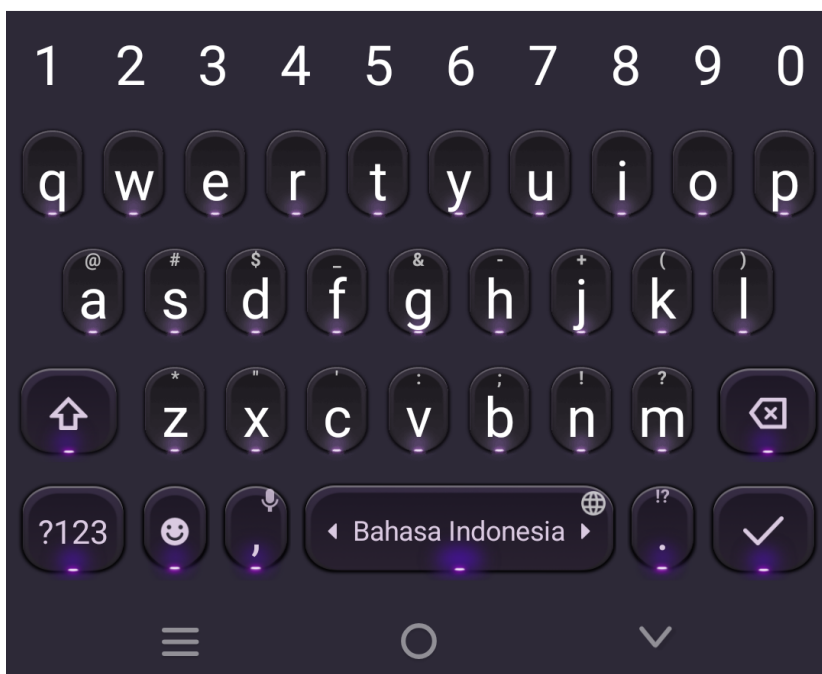 1 2 3 4 5 6 7 8 9 0
q w e r t y u i o p
@ # $ _ & - + ( )
a s d f g h j k l
* " ' : ; ! ?
z x c v b n m
!?
?123 , Bahasa Indonesia .